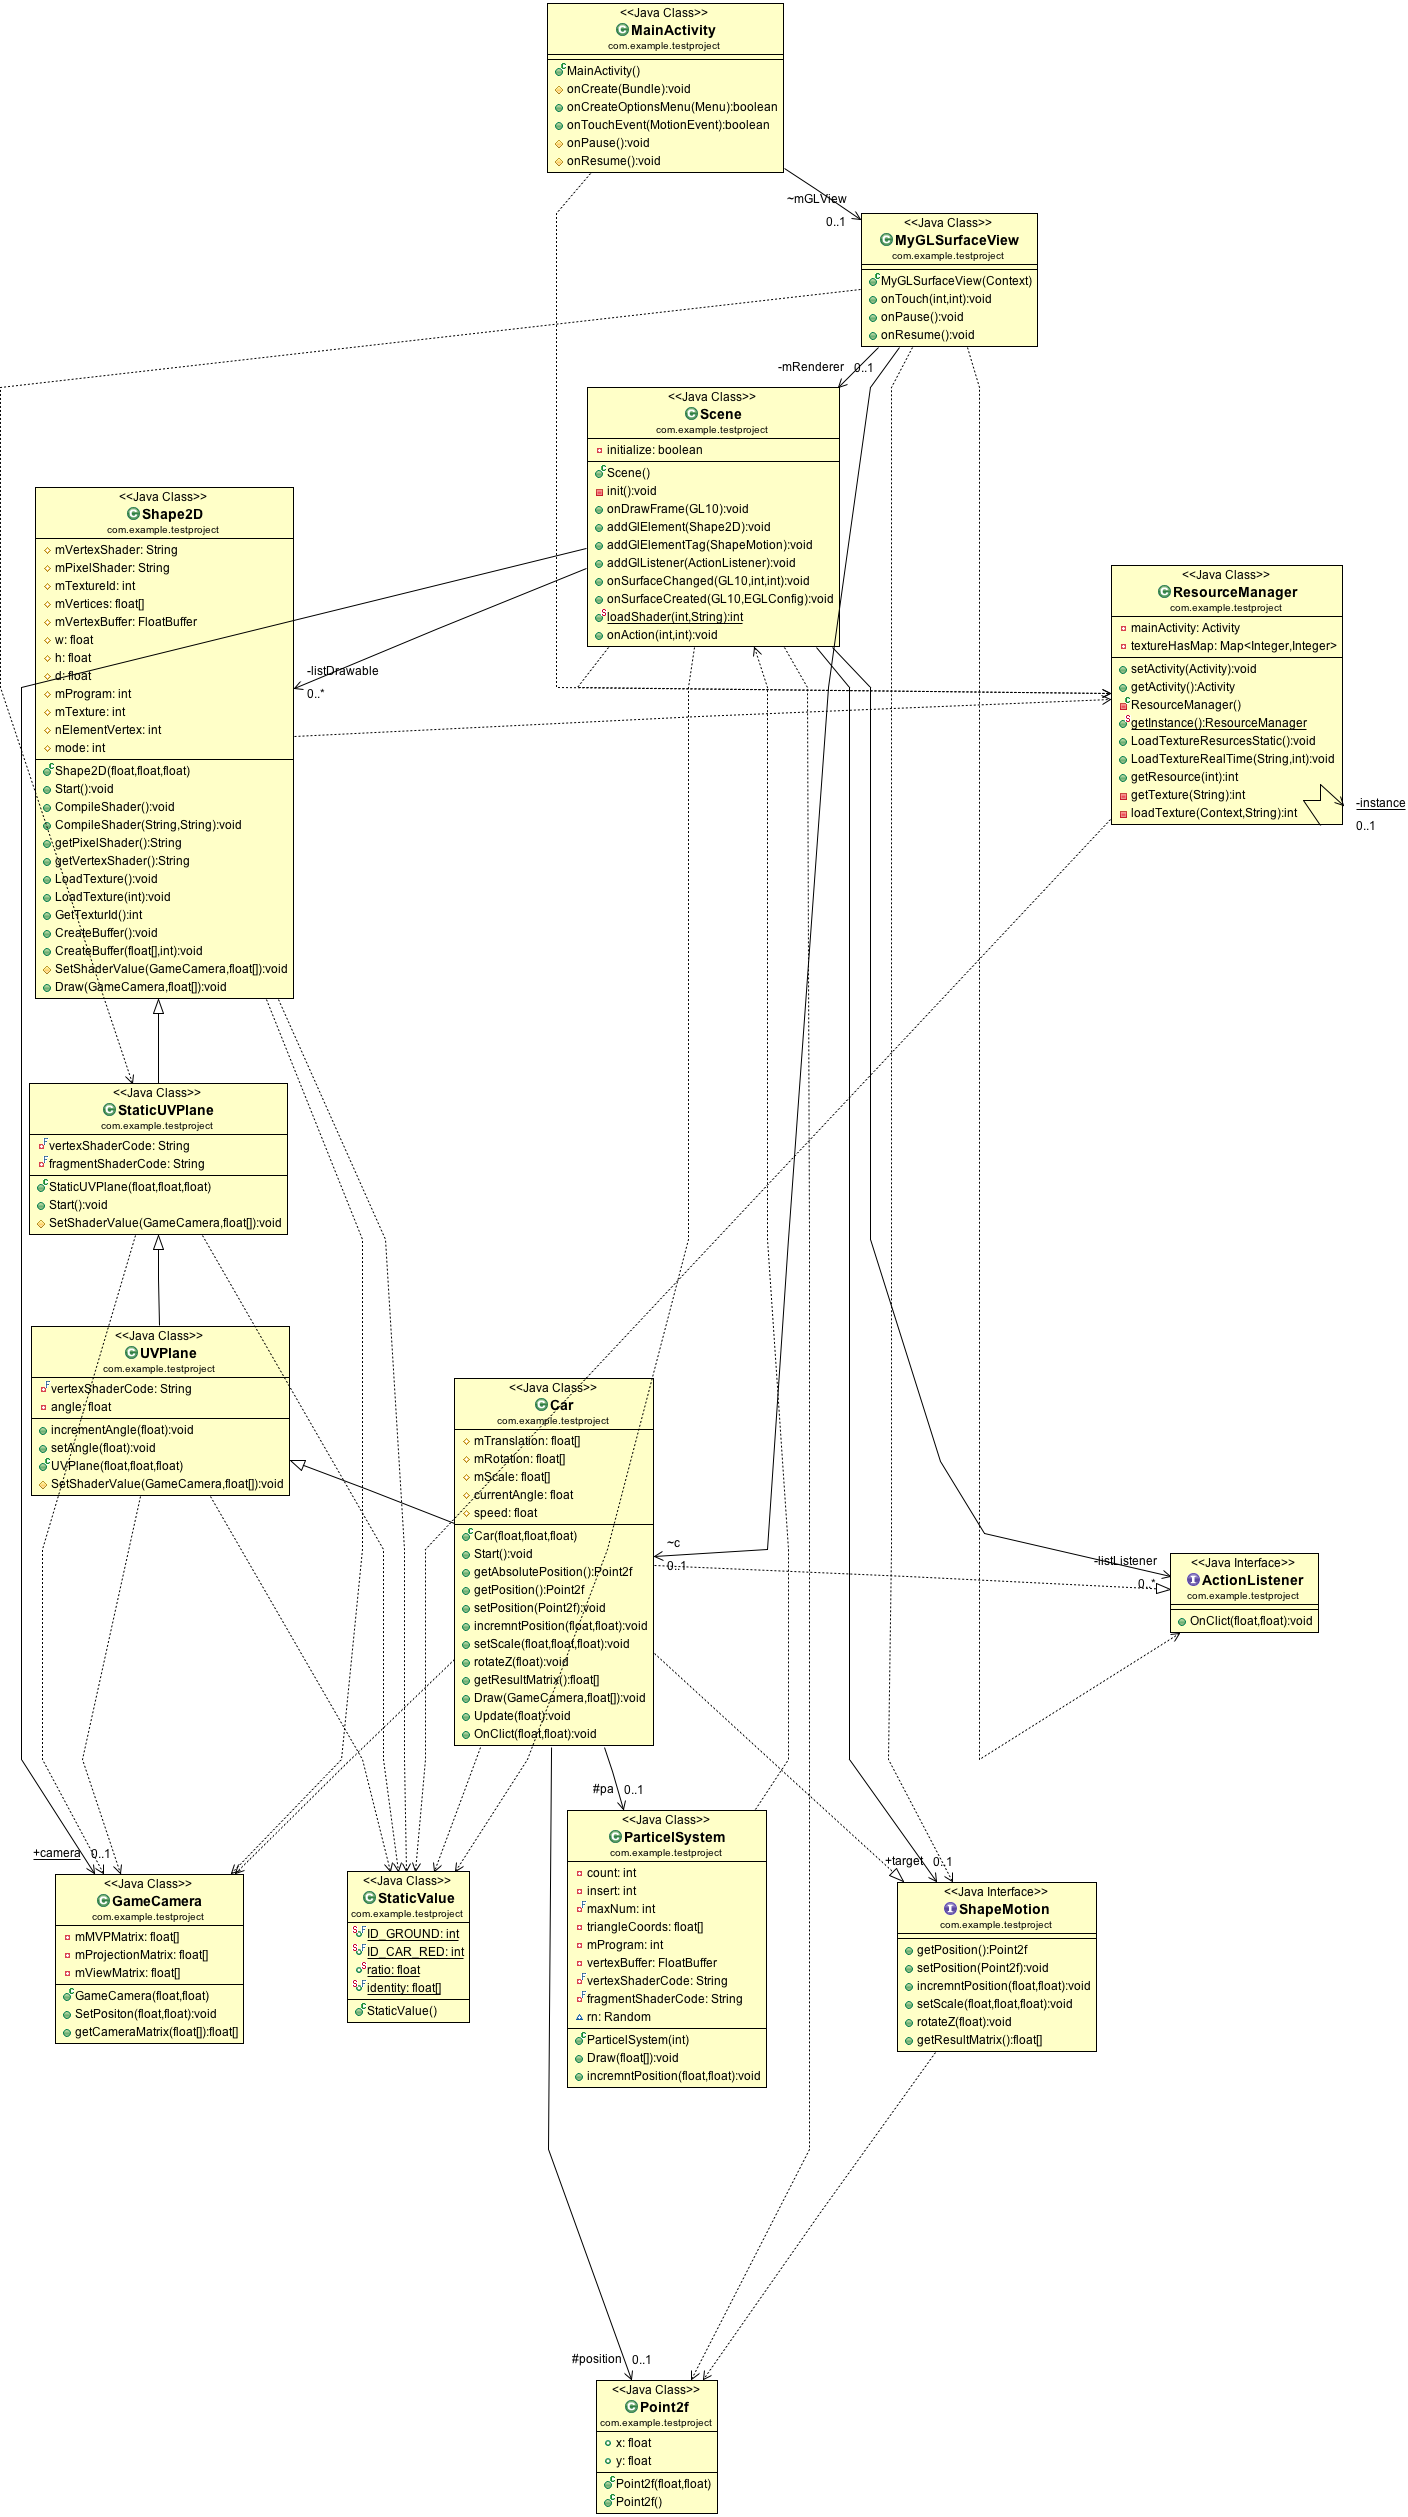 <<Java Class>>
MainActivity
com.example.testproject
MainActivity()
onCreate(Bundle):void
onCreateOptionsMenu(Menu):boolean
onTouchEvent(MotionEvent):boolean
onPause():void
onResume():void
~mGLView
0..1
<<Java Class>>
MyGLSurfaceView
com.example.testproject
MyGLSurfaceView(Context)
onTouch(int,int):void
onPause():void
onResume():void
-mRenderer
0..1
<<Java Class>>
Scene
com.example.testproject
initialize: boolean
Scene()
init():void
onDrawFrame(GL10):void
addGlElement(Shape2D):void
addGlElementTag(ShapeMotion):void
addGlListener(ActionListener):void
onSurfaceChanged(GL10,int,int):void
onSurfaceCreated(GL10,EGLConfig):void
loadShader(int,String):int
onAction(int,int):void
<<Java Class>>
Shape2D
com.example.testproject
mVertexShader: String
mPixelShader: String
mTextureId: int
mVertices: float[]
mVertexBuffer: FloatBuffer
w: float
h: float
d: float
mProgram: int
mTexture: int
nElementVertex: int
mode: int
Shape2D(float,float,float)
Start():void
CompileShader():void
CompileShader(String,String):void
getPixelShader():String
getVertexShader():String
LoadTexture():void
LoadTexture(int):void
GetTexturId():int
CreateBuffer():void
CreateBuffer(float[],int):void
SetShaderValue(GameCamera,float[]):void
Draw(GameCamera,float[]):void
-listDrawable
0..*
<<Java Class>>
ResourceManager
com.example.testproject
mainActivity: Activity
textureHasMap: Map<Integer,Integer>
setActivity(Activity):void
getActivity():Activity
ResourceManager()
getInstance():ResourceManager
LoadTextureResurcesStatic():void
LoadTextureRealTime(String,int):void
getResource(int):int
getTexture(String):int
loadTexture(Context,String):int
-instance
0..1
<<Java Class>>
StaticUVPlane
com.example.testproject
vertexShaderCode: String
fragmentShaderCode: String
StaticUVPlane(float,float,float)
Start():void
SetShaderValue(GameCamera,float[]):void
<<Java Class>>
UVPlane
com.example.testproject
vertexShaderCode: String
angle: float
incrementAngle(float):void
setAngle(float):void
UVPlane(float,float,float)
SetShaderValue(GameCamera,float[]):void
<<Java Class>>
Car
com.example.testproject
mTranslation: float[]
mRotation: float[]
mScale: float[]
currentAngle: float
speed: float
Car(float,float,float)
Start():void
getAbsolutePosition():Point2f
getPosition():Point2f
setPosition(Point2f):void
incremntPosition(float,float):void
setScale(float,float,float):void
rotateZ(float):void
getResultMatrix():float[]
Draw(GameCamera,float[]):void
Update(float):void
OnClict(float,float):void
~c
0..1
-listListener
0..*
<<Java Interface>>
ActionListener
com.example.testproject
OnClict(float,float):void
#pa
0..1
+camera
0..1
<<Java Class>>
GameCamera
com.example.testproject
mMVPMatrix: float[]
mProjectionMatrix: float[]
mViewMatrix: float[]
GameCamera(float,float)
SetPositon(float,float):void
getCameraMatrix(float[]):float[]
<<Java Class>>
StaticValue
com.example.testproject
ID_GROUND: int
ID_CAR_RED: int
ratio: float
identity: float[]
StaticValue()
<<Java Class>>
ParticelSystem
com.example.testproject
count: int
insert: int
maxNum: int
triangleCoords: float[]
mProgram: int
vertexBuffer: FloatBuffer
vertexShaderCode: String
fragmentShaderCode: String
rn: Random
ParticelSystem(int)
Draw(float[]):void
incremntPosition(float,float):void
+target
0..1
<<Java Interface>>
ShapeMotion
com.example.testproject
getPosition():Point2f
setPosition(Point2f):void
incremntPosition(float,float):void
setScale(float,float,float):void
rotateZ(float):void
getResultMatrix():float[]
#position
0..1
<<Java Class>>
Point2f
com.example.testproject
x: float
y: float
Point2f(float,float)
Point2f()